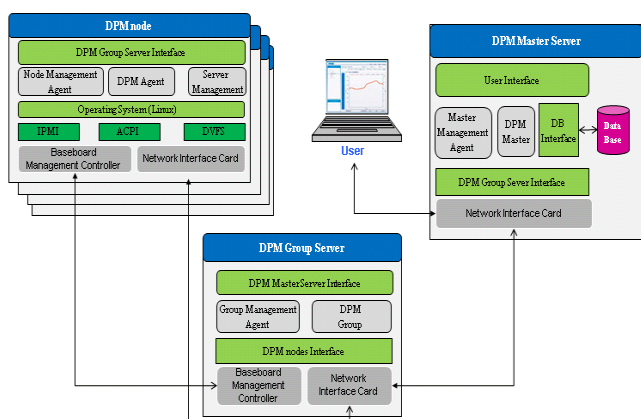 DPM node
DPM Group Server Interface
Node Management
Agent
DPM Agent
Server
Management
Operating System (Linux)
IPMI
ACPI
DVFS
Baseboard
Management Controller
Network Interface Card
User
DPM Master Server
User Interface
Master
Management
Agent
DPM
Master
DB
Interface
Data
Base
DPM Group Sever Interface
Network Interface Card
DPM Group Server
DPM MasterServer Interface
Group Management
Agent
DPM
Group
DPM nodes Interface
Baseboard
Management
Controller
Network
Interface Card